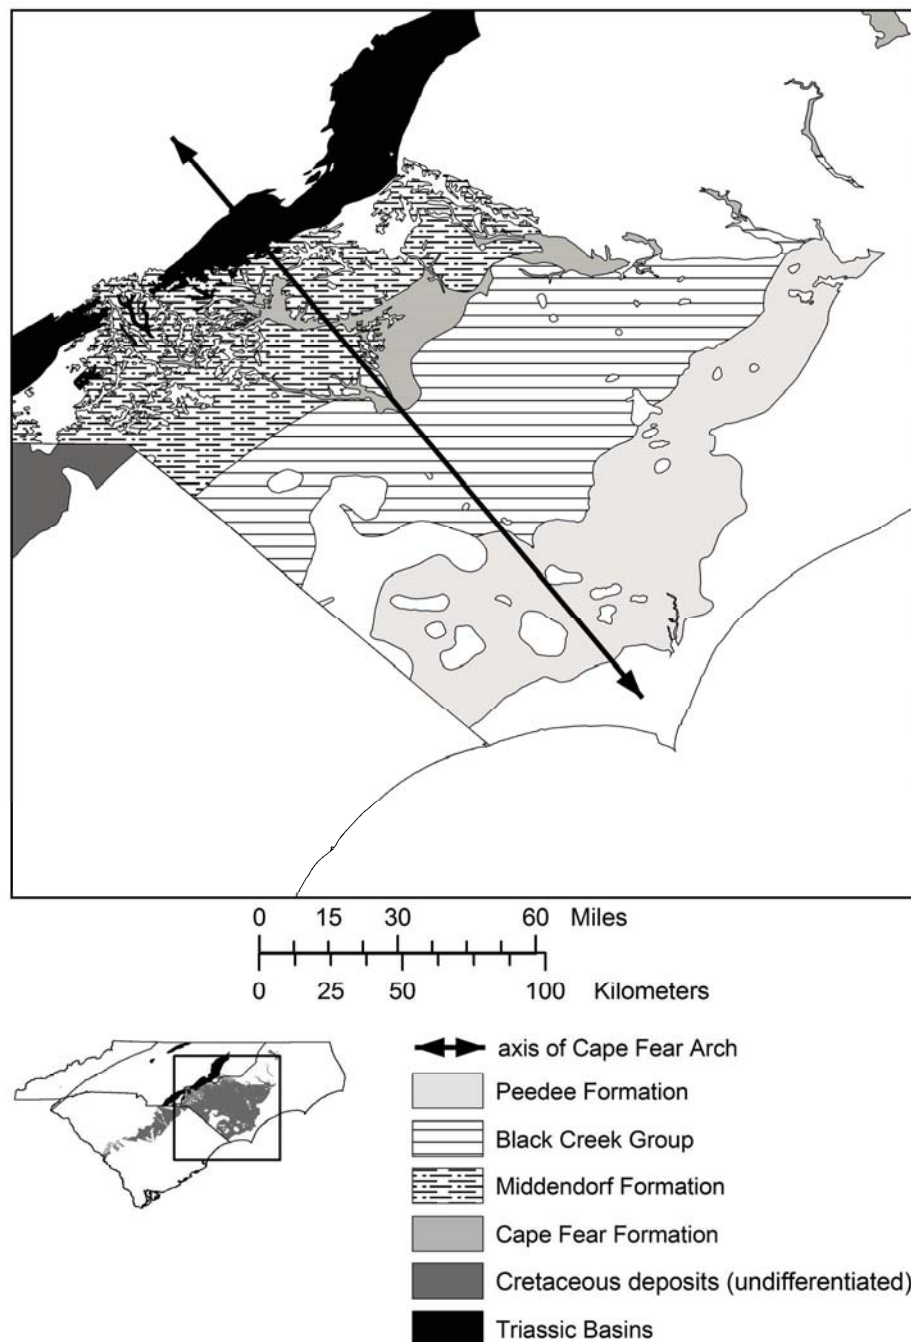 0 15 30 60 Miles
0 25 50 100 Kilometers
axis of Cape Fear Arch
Peedee Formation
Black Creek Group
Middendorf Formation
Cape Fear Formation
Cretaceous deposits (undifferentiated)
Triassic Basins